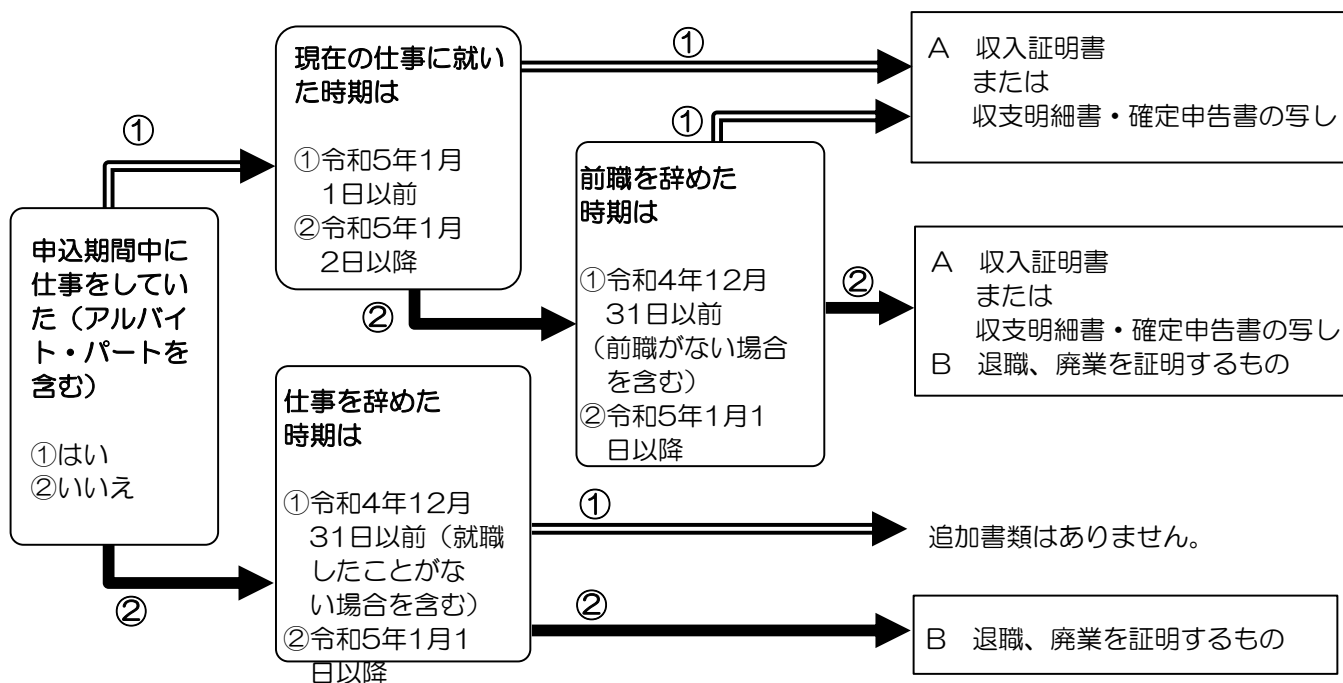 申込期間中に
仕事をしてい
た（アルバイ
ト・パートを
含む）
①はい
②いいえ
①
②
現在の仕事に就い
た時期は
①令和5年1月
1日以前
②令和5年1月
2日以降
①
②
前職を辞めた
時期は
①令和4年12月
31日以前
（前職がない場合
を含む）
②令和5年1月1
日以降
①
②
仕事を辞めた
時期は
①令和4年12月
31日以前（就職
したことがな
い場合を含む）
②令和5年1月1
日以降
①
②
A　収入証明書
または
収支明細書・確定申告書の写し
A　収入証明書
または
収支明細書・確定申告書の写し
B　退職、廃業を証明するもの
追加書類はありません。
B　退職、廃業を証明するもの